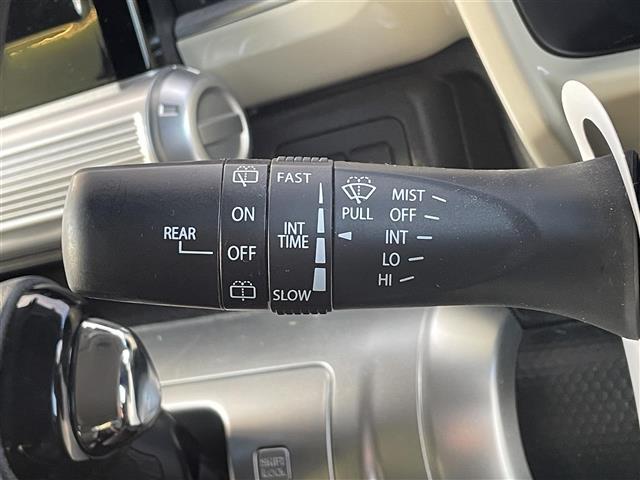 REAR
ON
OFF
FAST
INT
TIME
SLOW
PULL
MIST
OFF
INT
LO
HI
SHIFT
LOCK